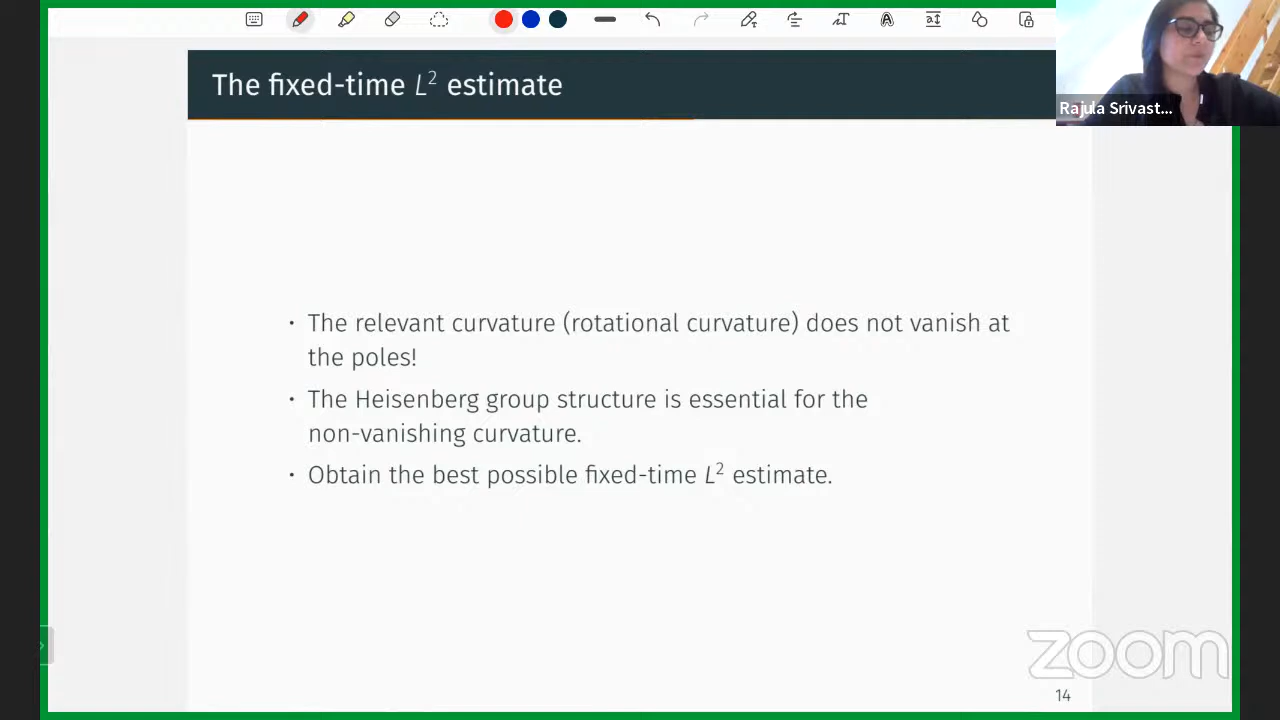 The fixed-time L² estimate
Rajula Srivast...
· The relevant curvature (rotational curvature) does not vanish at
the poles!
· The Heisenberg group structure is essential for the
non-vanishing curvature.
· Obtain the best possible fixed-time L² estimate.
zoom
14